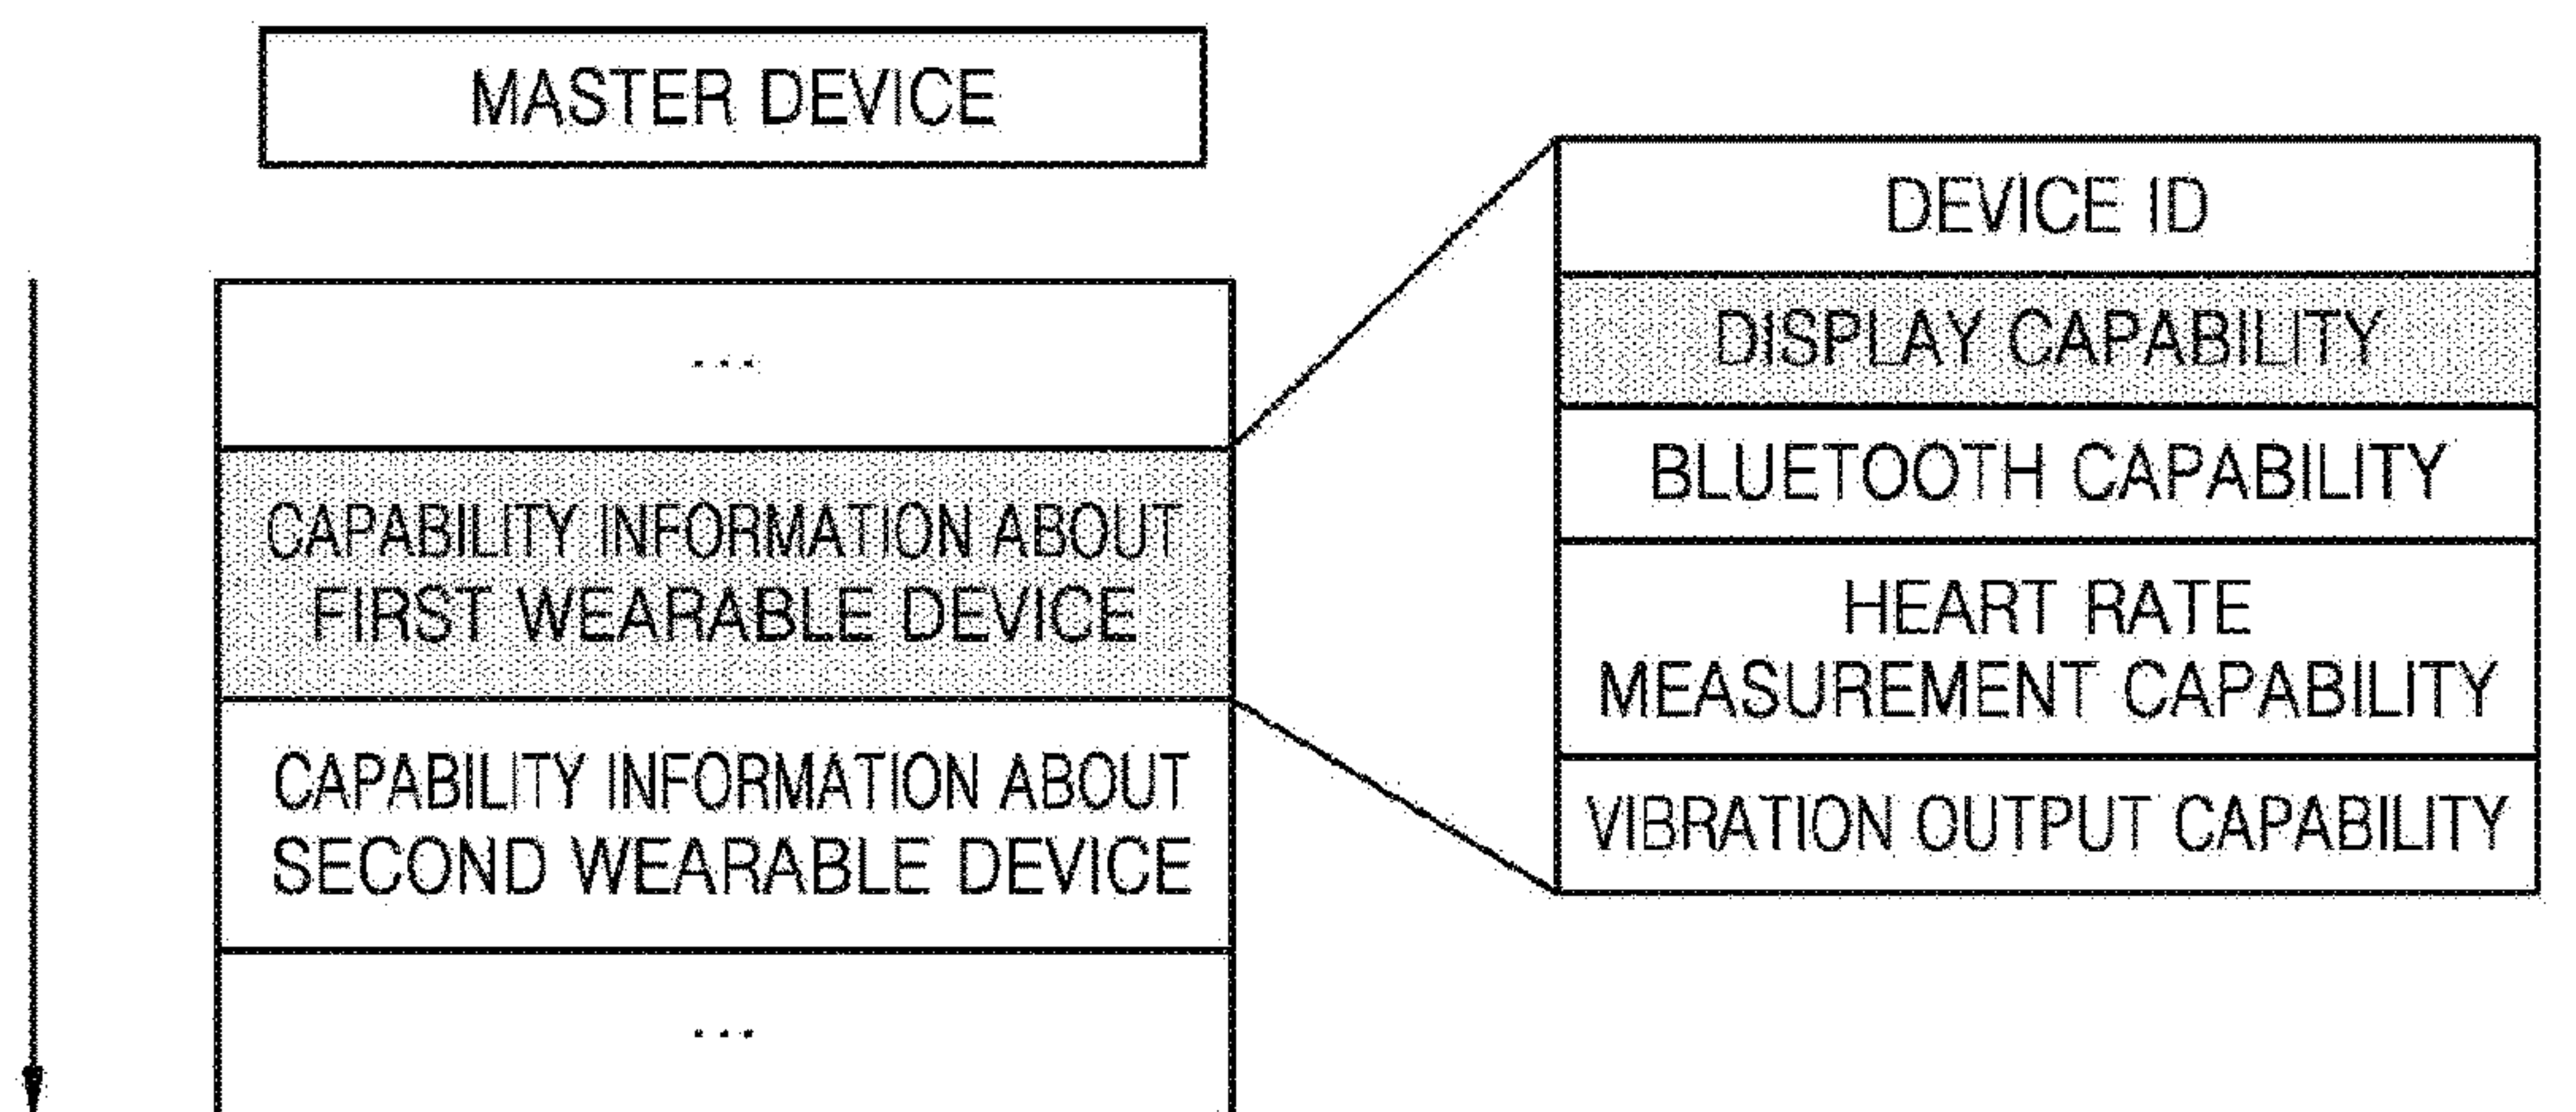 MASTER DEVICE
...
CAPABILITY INFORMATION ABOUT
FIRST WEARABLE DEVICE
CAPABILITY INFORMATION ABOUT
SECOND WEARABLE DEVICE
...
DEVICE ID
DISPLAY CAPABILITY
BLUETOOTH CAPABILITY
HEART RATE
MEASUREMENT CAPABILITY
VIBRATION OUTPUT CAPABILITY